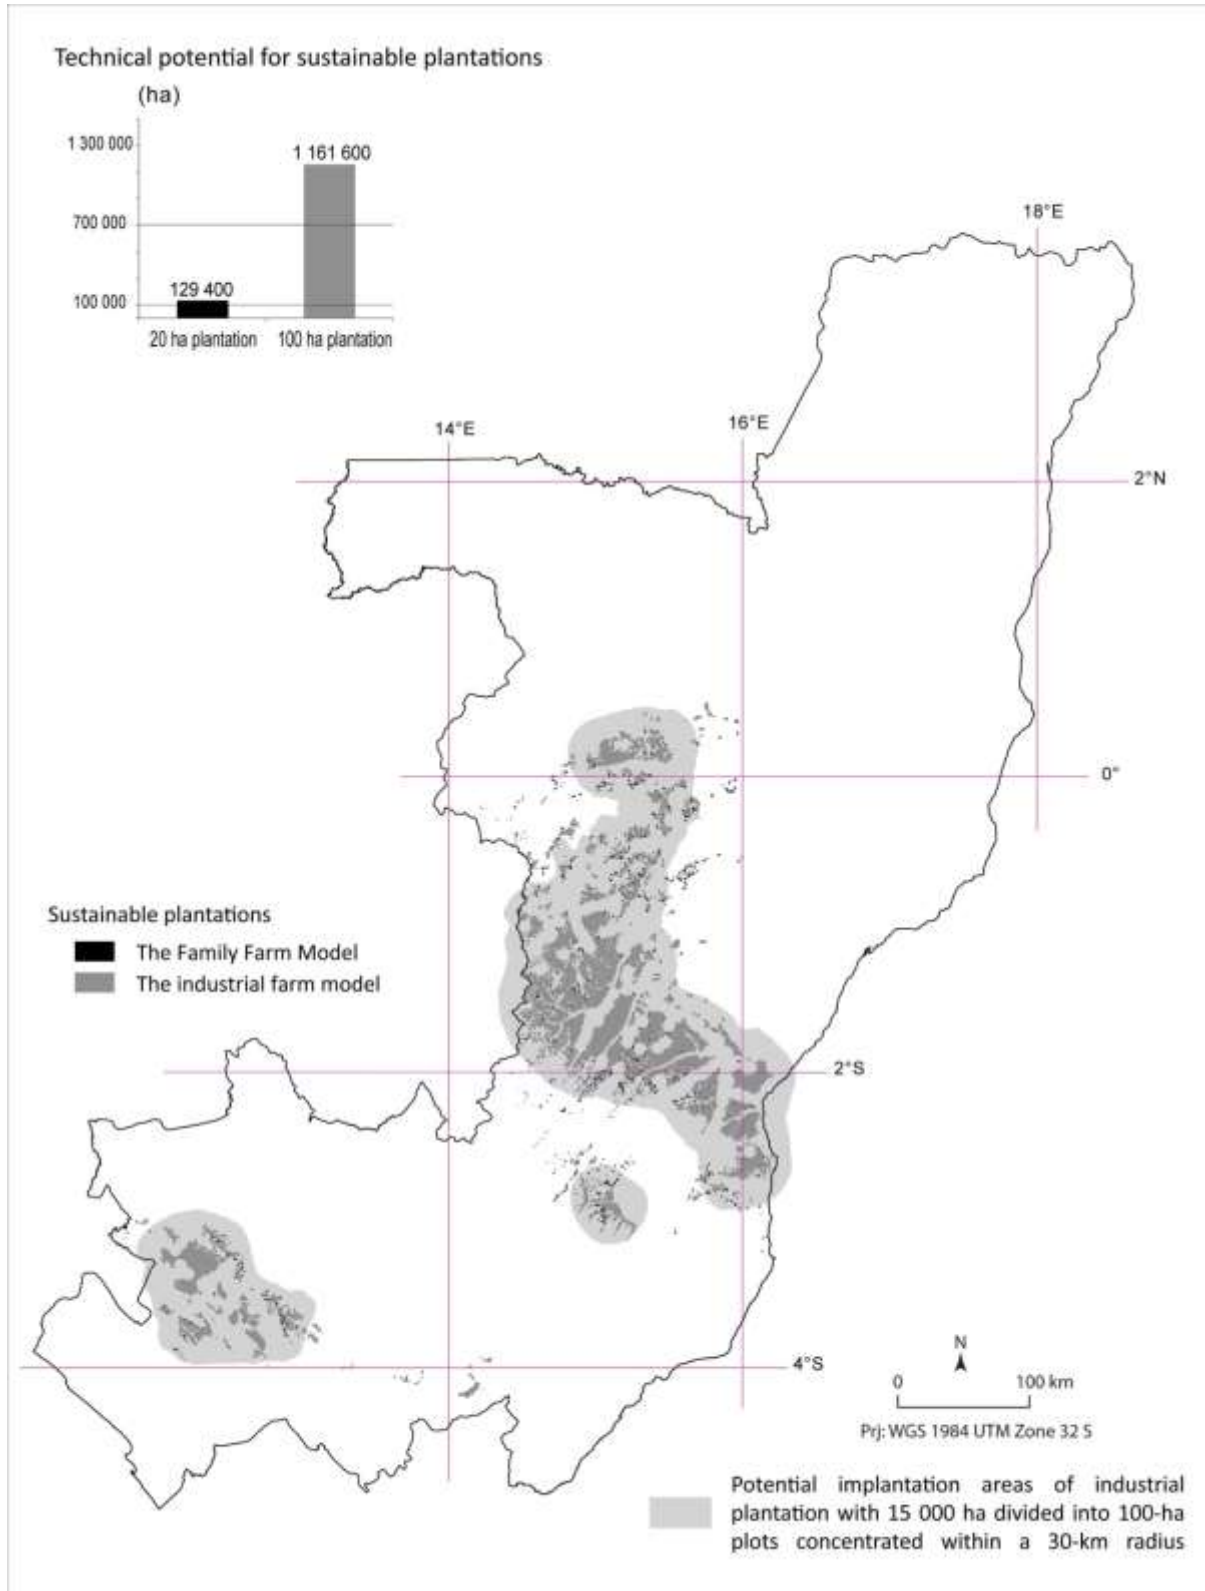 Technical potential for sustainable plantations
(ha)
1 300 000
1 161 600
700 000
129 400
100 000
20 ha plantation
100 ha plantation
18°E
16°E
14°E
2°N
0°
Sustainable plantations
The Family Farm Model
The industrial farm model
2°S
4°S
N
0
100 km
Prj: WGS 1984 UTM Zone 32 S
Potential implantation areas of industrial
plantation with 15 000 ha divided into 100-ha
plots concentrated within a 30-km radius